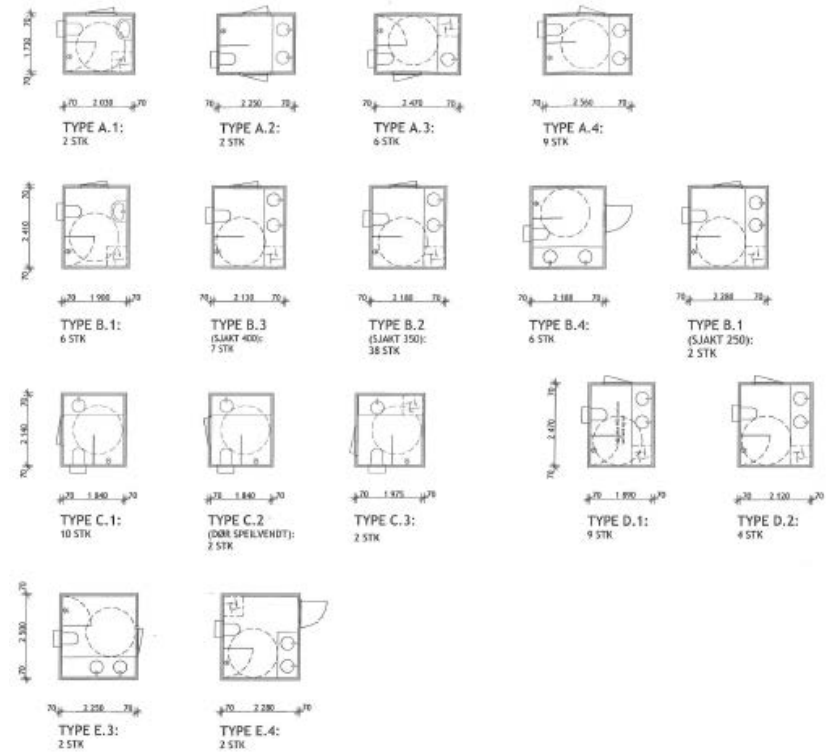 70
1 730
70
70 2 030 70
70 2 250 70
70 2 470 70
70 2 560 70
TYPE A.1:
2 STK
TYPE A.2:
2 STK
TYPE A.3:
6 STK
TYPE A.4:
9 STK
70
2 410
70
70 1 900 70
70 2 130 70
70 2 180 70
70 2 188 70
70 2 280 70
TYPE B.1:
6 STK
TYPE B.3
(SJAKT 400):
7 STK
TYPE B.2
(SJAKT 350):
38 STK
TYPE B.4:
6 STK
TYPE B.1
(SJAKT 250):
2 STK
70
2 140
70
70 1 840 70
70 1 840 70
70 1 975 70
TYPE C.1:
10 STK
TYPE C.2
(DØR SPEILVENDT):
2 STK
TYPE C.3:
2 STK
70
2 470
70
70 1 990 70
70 2 120 70
TYPE D.1:
9 STK
TYPE D.2:
4 STK
70
2 500
70
70 2 250 70
70 2 280 70
TYPE E.3:
2 STK
TYPE E.4:
2 STK